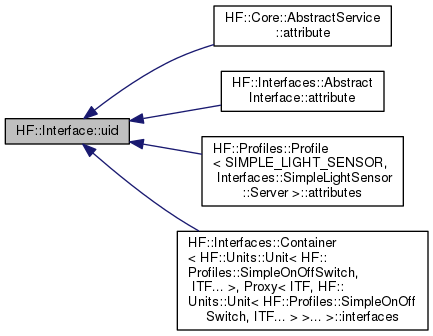 HF::Core::AbstractService
::attribute
HF::Interfaces::Abstract
Interface::attribute
HF::Interface::uid
HF::Profiles::Profile
< SIMPLE_LIGHT_SENSOR,
Interfaces::SimpleLightSensor
::Server >::attributes
HF::Interfaces::Container
< HF::Units::Unit< HF::
Profiles::SimpleOnOffSwitch,
ITF... >, Proxy< ITF, HF::
Units::Unit< HF::Profiles::SimpleOnOff
Switch, ITF... > >... >::interfaces